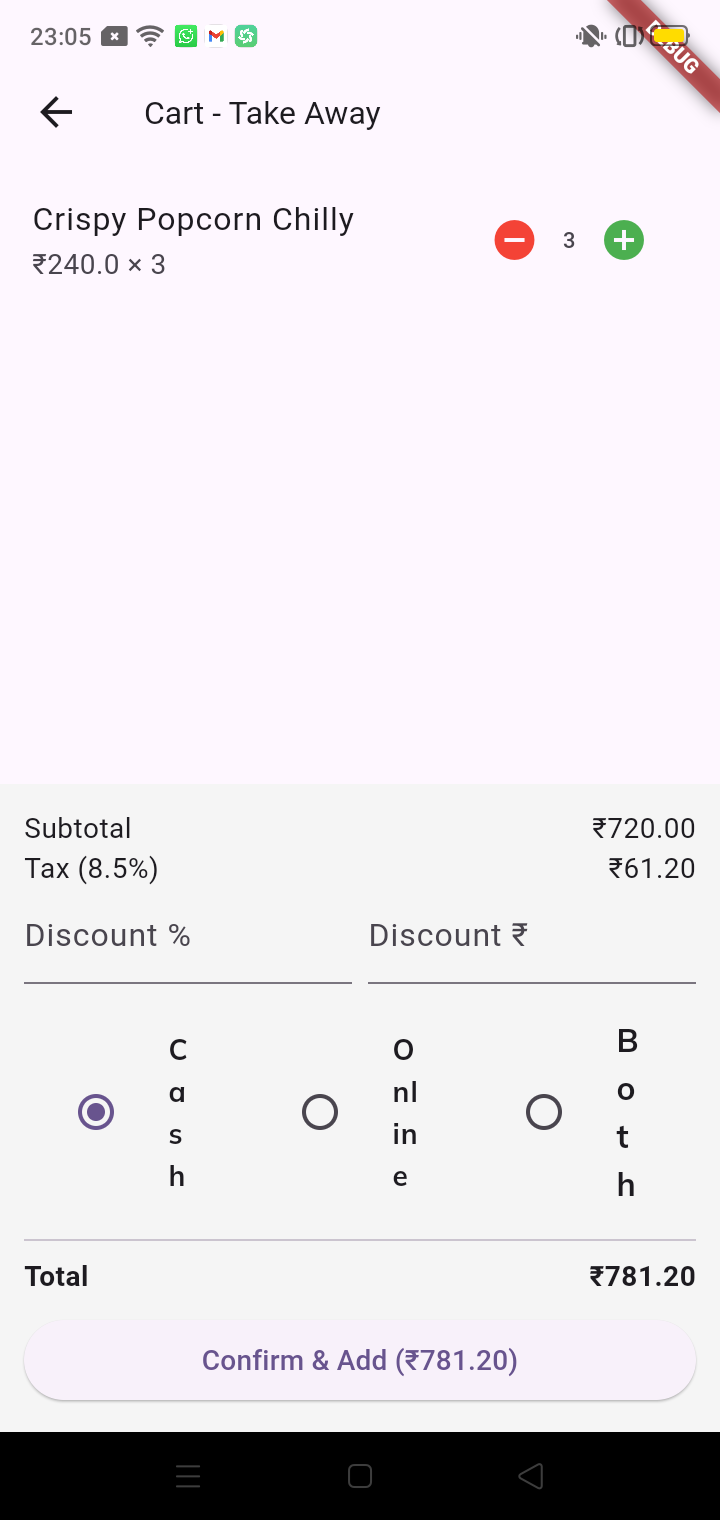 23:05
DEBUG
Cart - Take Away
Crispy Popcorn Chilly
₹240.0 × 3
3
Subtotal ₹720.00
Tax (8.5%) ₹61.20
Discount % Discount ₹
C
a
s
h
O
nl
in
e
B
o
t
h
Total ₹781.20
Confirm & Add (₹781.20)